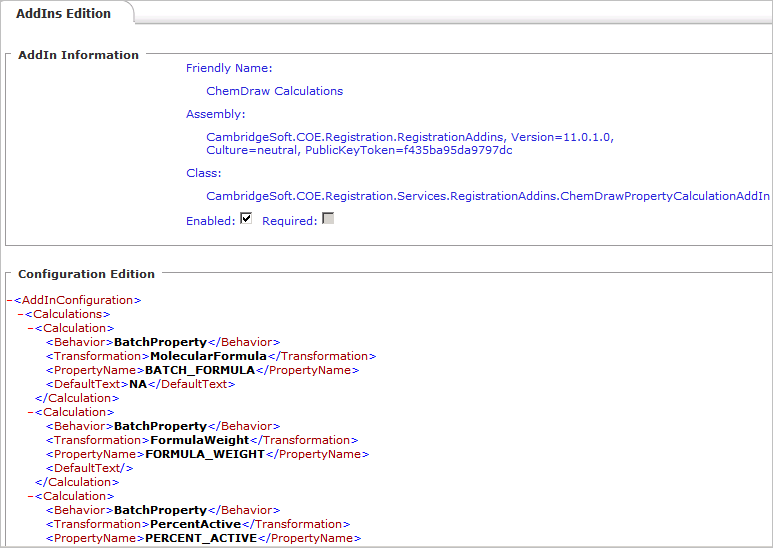 AddIns Edition
AddIn Information
Friendly Name:
ChemDraw Calculations
Assembly:
CambridgeSoft.COE.Registration.RegistrationAddins, Version=11.0.1.0,
Culture=neutral, PublicKeyToken=f435ba95da9797dc
Class:
CambridgeSoft.COE.Registration.Services.RegistrationAddins.ChemDrawPropertyCalculationAddIn
Enabled: Required:
Configuration Edition
−<AddInConfiguration>
−<Calculations>
−<Calculation>
<Behavior>BatchProperty</Behavior>
<Transformation>MolecularFormula</Transformation>
<PropertyName>BATCH_FORMULA</PropertyName>
<DefaultText>NA</DefaultText>
</Calculation>
−<Calculation>
<Behavior>BatchProperty</Behavior>
<Transformation>FormulaWeight</Transformation>
<PropertyName>FORMULA_WEIGHT</PropertyName>
<DefaultText/>
</Calculation>
−<Calculation>
<Behavior>BatchProperty</Behavior>
<Transformation>PercentActive</Transformation>
<PropertyName>PERCENT_ACTIVE</PropertyName>